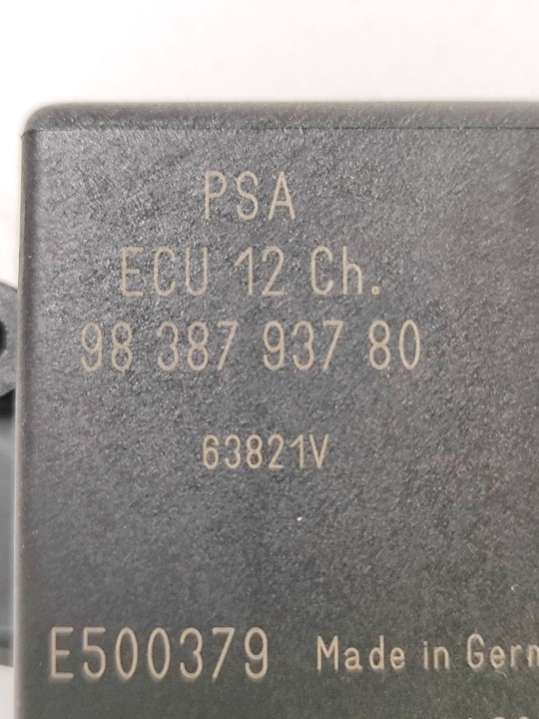 PSA
ECU 12 Ch.
98 387 937 80
63821V
E500379 Made in Germ